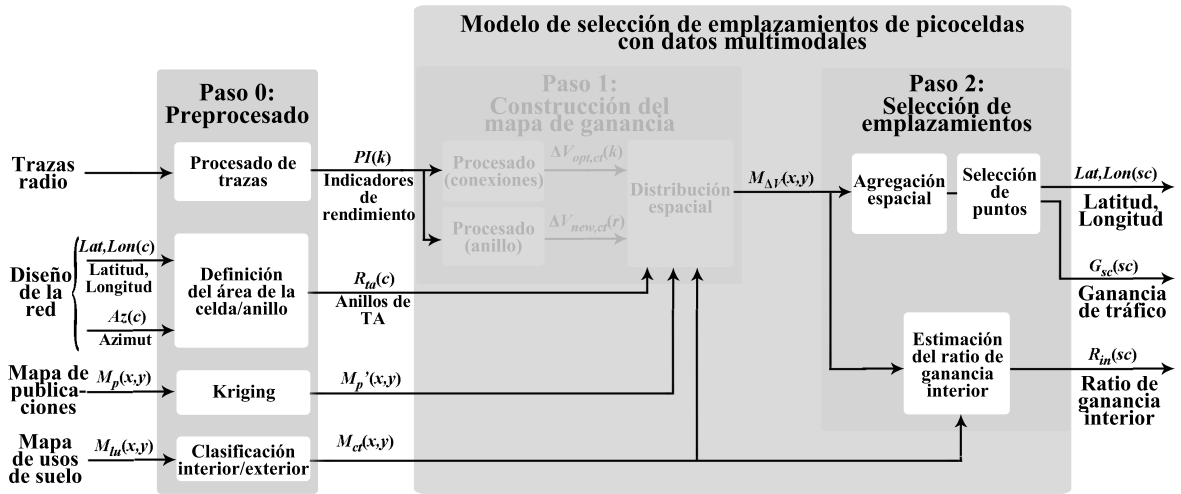 Modelo de selección de emplazamientos de picoceldas
con datos multimodales
Paso 0:
Preprocesado
Paso 1:
Construcción del
mapa de ganancia
Paso 2:
Selección de
emplazamientos
Trazas
radio
Procesado de
trazas
PI(k)
Indicadores
de
rendimiento
Procesado
(conexiones)
ΔV_opt,ct(k)
Procesado
(anillo)
ΔV_new,ct(r)
Distribución
espacial
M_ΔV(x,y)
Agregación
espacial
Selección
de
puntos
Lat,Lon(sc)
Latitud,
Longitud
G_sc(sc)
Ganancia
de tráfico
Diseño
de la
red
Lat,Lon(c)
Latitud,
Longitud
Az(c)
Azimut
Definición
del área de la
celda/anillo
R_ta(c)
Anillos de
TA
Estimación
del ratio de
ganancia
interior
R_in(sc)
Ratio de
ganancia
interior
Mapa de
publica-
ciones
M_p(x,y)
Kriging
M_p’(x,y)
Mapa
de usos
de suelo
M_lu(x,y)
Clasificación
interior/exterior
M_ct(x,y)